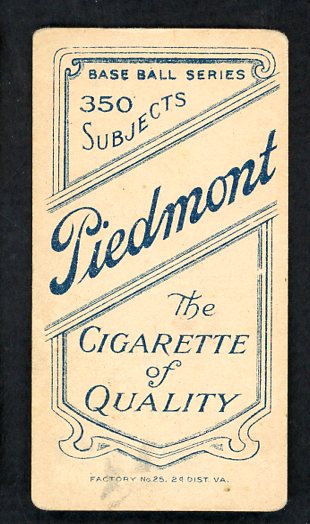 BASE BALL SERIES
350
SUBJECTS
Piedmont
The
CIGARETTE
of
QUALITY
FACTORY No. 25, 2d DIST. VA.